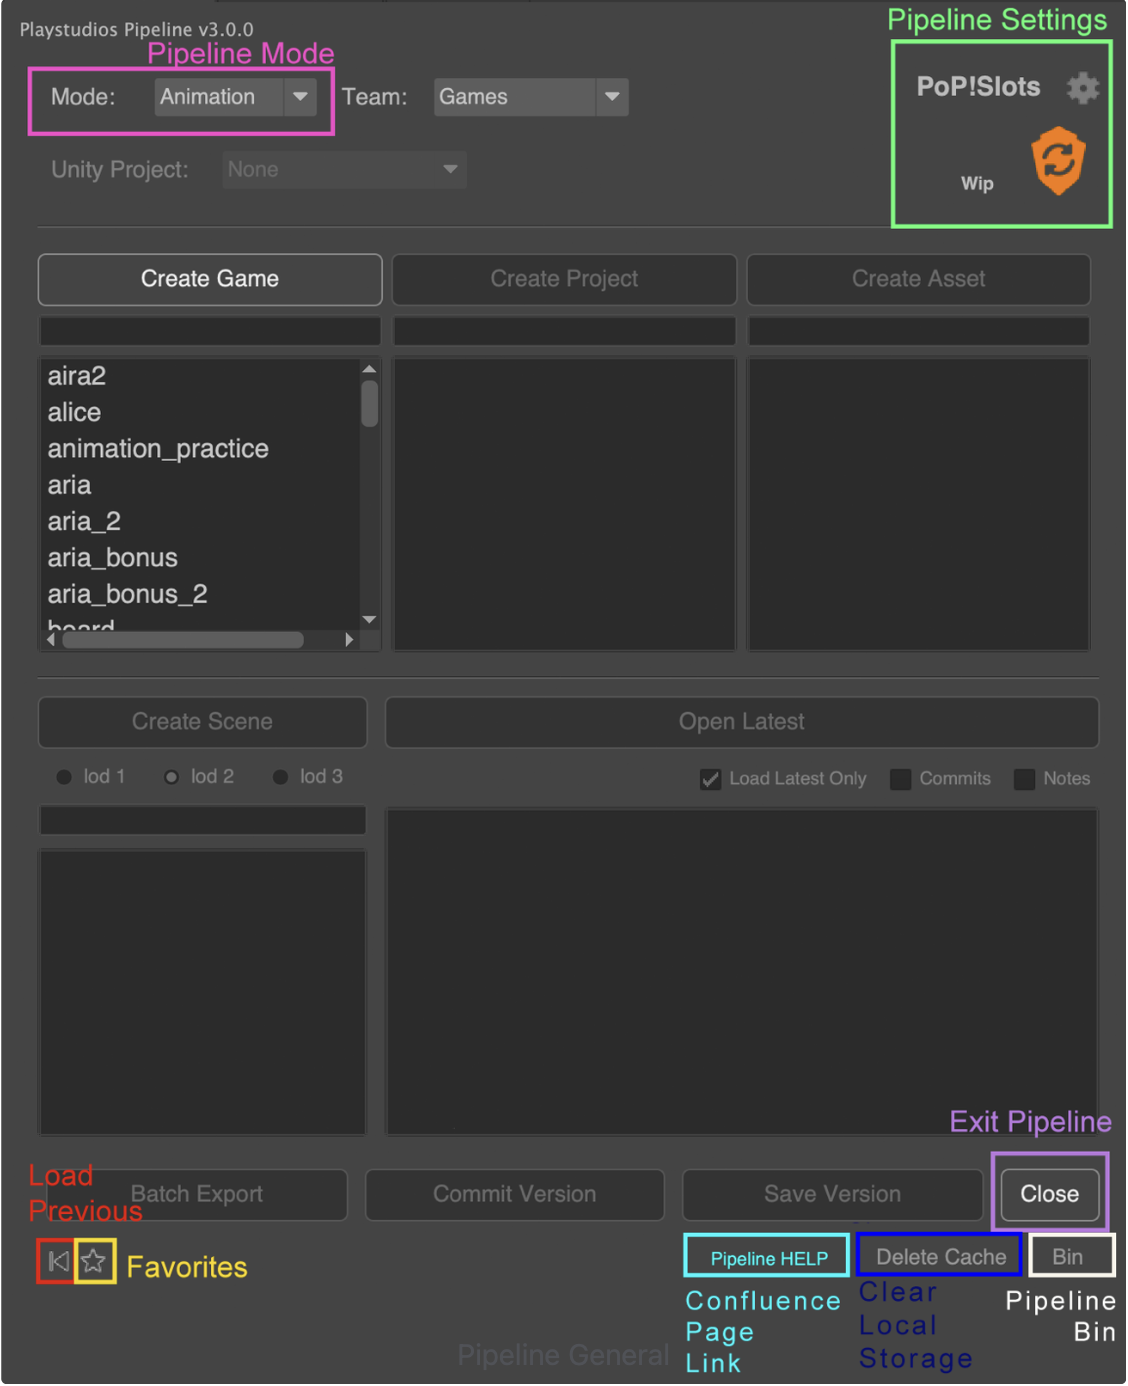 Playstudios Pipeline v3.0.0
Pipeline Settings
Pipeline Mode
Mode: Animation Team: Games
PoP!Slots
Unity Project: None
Wip
Create Game Create Project Create Asset
aira2
alice
animation_practice
aria
aria_2
aria_bonus
aria_bonus_2
board
Create Scene Open Latest
lod 1 lod 2 lod 3 Load Latest Only Commits Notes
Exit Pipeline
Load
Previous
Batch Export Commit Version Save Version Close
Favorites
Pipeline HELP Delete Cache Bin
Confluence
Page
Link
Clear
Local
Storage
Pipeline
Bin
Pipeline General